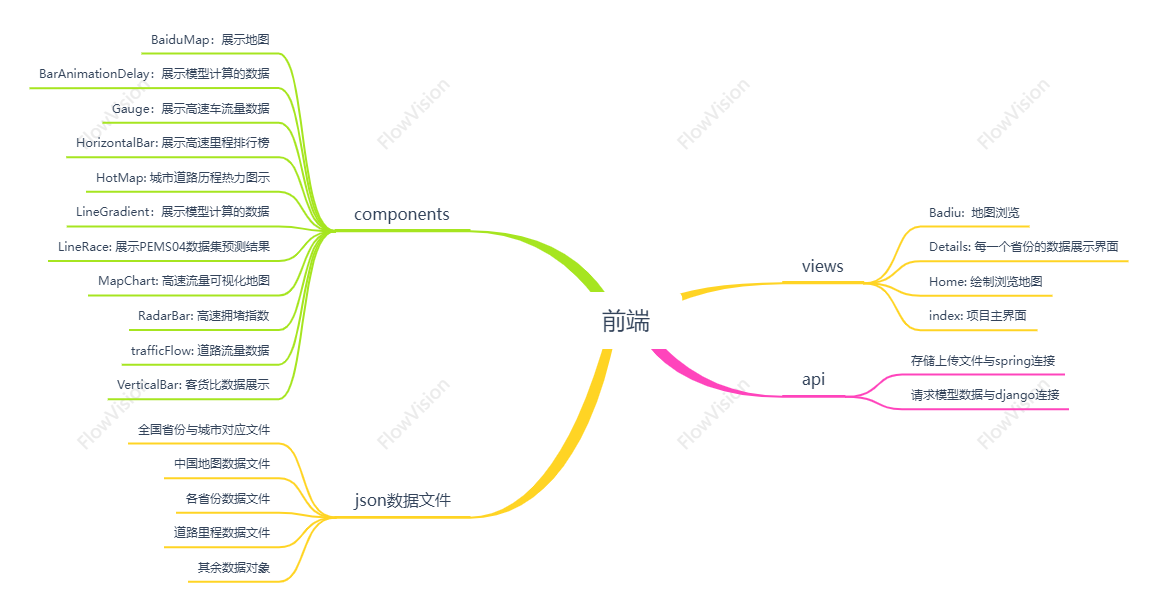 前端
components
BaiduMap：展示地图
BarAnimationDelay：展示模型计算的数据
Gauge：展示高速车流量数据
HorizontalBar: 展示高速里程排行榜
HotMap: 城市道路历程热力图示
LineGradient：展示模型计算的数据
LineRace: 展示PEMS04数据集预测结果
MapChart: 高速流量可视化地图
RadarBar: 高速拥堵指数
trafficFlow: 道路流量数据
VerticalBar: 客货比数据展示
json数据文件
全国省份与城市对应文件
中国地图数据文件
各省份数据文件
道路里程数据文件
其余数据对象
views
Badiu：地图浏览
Details: 每一个省份的数据展示界面
Home: 绘制浏览地图
index: 项目主界面
api
存储上传文件与spring连接
请求模型数据与django连接
FlowVision
FlowVision
FlowVision
FlowVision
FlowVision
FlowVision
FlowVision
FlowVision